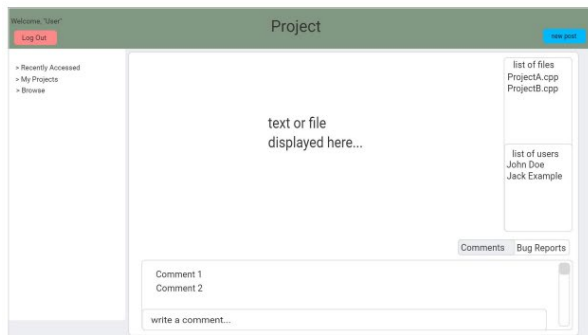 Welcome, "User"
Project
Log Out
new post
> Recently Accessed
> My Projects
> Browse
text or file
displayed here...
list of files
ProjectA.cpp
ProjectB.cpp
list of users
John Doe
Jack Example
Comments
Bug Reports
Comment 1
Comment 2
write a comment...